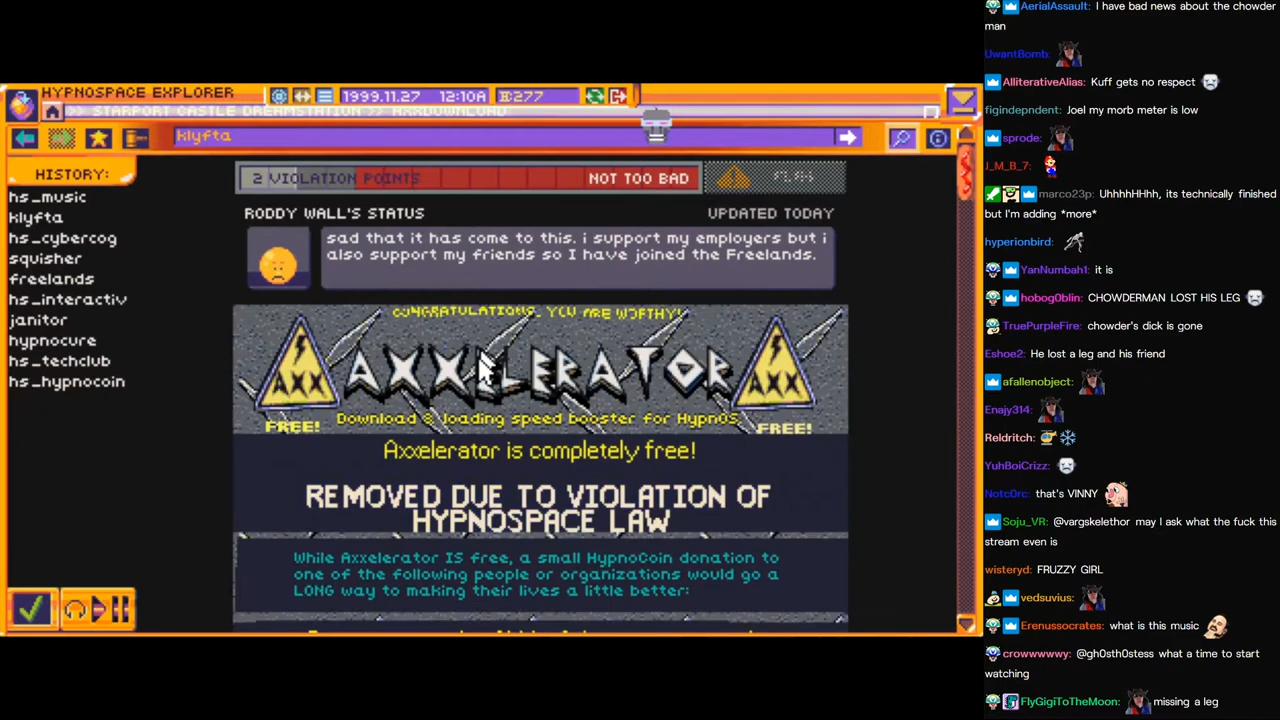 HYPNOSPACE EXPLORER
1999.11.27 12:10A
277
>> STARPORT CASTLE DREAMSTATION >> AXXDOWNLOAD
klyfta
HISTORY:
hs_music
klyfta
hs_cybercog
squisher
freelands
hs_interactiv
janitor
hypnocure
hs_techclub
hs_hypnocoin
2 VIOLATION POINTS
NOT TOO BAD
RODDY WALL'S STATUS
UPDATED TODAY
sad that it has come to this. i support my employers but i
also support my friends so I have joined the Freelands.
CONGRATULATIONS, YOU ARE WORTHY!
AXX
AXXELERATOR
AXX
Download & loading speed booster for HypnOS
FREE!
FREE!
Axxelerator is completely free!
REMOVED DUE TO VIOLATION OF
HYPNOSPACE LAW
While Axxelerator IS free, a small HypnoCoin donation to
one of the following people or organizations would go a
LONG way to making their lives a little better:
AerialAssault: I have bad news about the chowder
man
UwantBomb:
AlliterativeAlias: Kuff gets no respect
figindepndent: Joel my morb meter is low
sprode:
J_M_B_7:
marco23p: UhhhHHhh, its technically finished
but I'm adding *more*
hyperionbird:
YanNumbah1: it is
hobog0blin: CHOWDERMAN LOST HIS LEG
TruePurpleFire: chowder's dick is gone
Eshoe2: He lost a leg and his friend
afallenobject:
Enajy314:
Reldritch:
YuhBoiCrizz:
Notc0rc: that's VINNY
Soju_VR: @vargskelethor may I ask what the fuck this
stream even is
wisteryd: FRUZZY GIRL
vedsuvius:
Erenussocrates: what is this music
crowwwwwy: @gh0sth0stess what a time to start
watching
FlyGigiToTheMoon: missing a leg